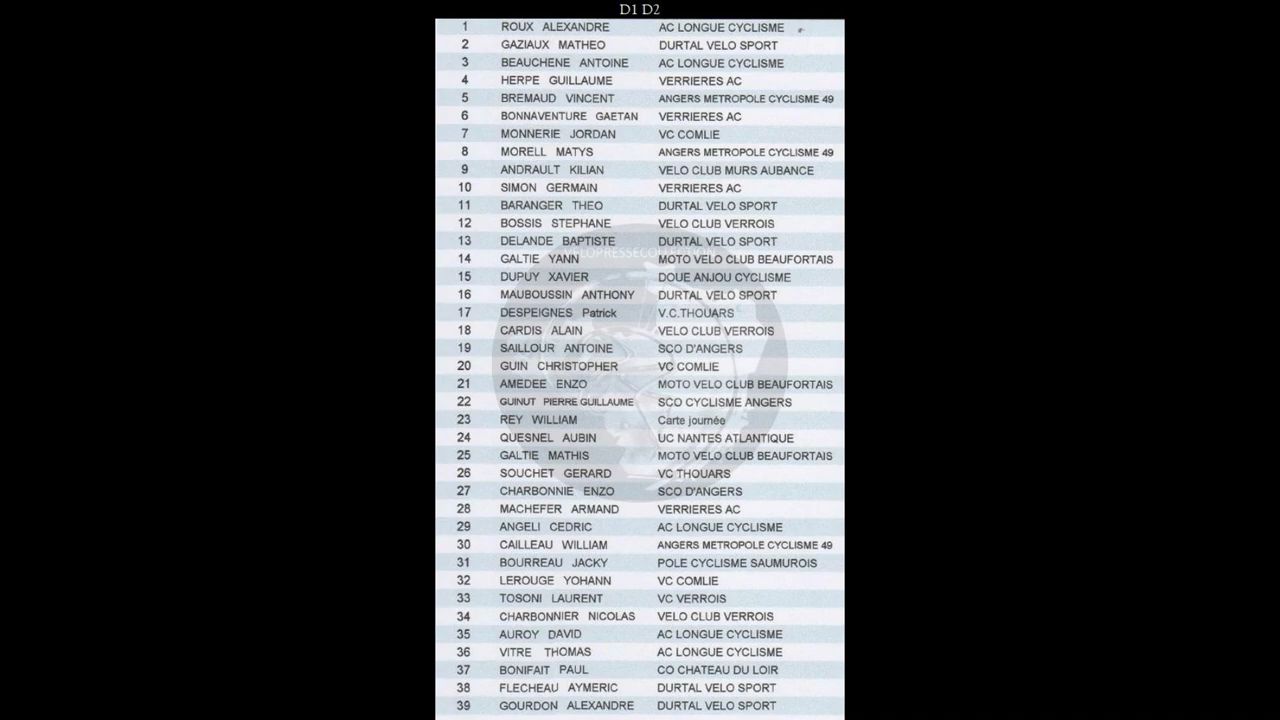 D1 D2
1 ROUX ALEXANDRE AC LONGUE CYCLISME
2 GAZIAUX MATHEO DURTAL VELO SPORT
3 BEAUCHENE ANTOINE AC LONGUE CYCLISME
4 HERPE GUILLAUME VERRIERES AC
5 BREMAUD VINCENT ANGERS METROPOLE CYCLISME 49
6 BONNAVENTURE GAETAN VERRIERES AC
7 MONNERIE JORDAN VC COMLIE
8 MORELL MATYS ANGERS METROPOLE CYCLISME 49
9 ANDRAULT KILIAN VELO CLUB MURS AUBANCE
10 SIMON GERMAIN VERRIERES AC
11 BARANGER THEO DURTAL VELO SPORT
12 BOSSIS STEPHANE VELO CLUB VERROIS
13 DELANDE BAPTISTE DURTAL VELO SPORT
VELOPRESSECOLLECTION
14 GALTIE YANN MOTO VELO CLUB BEAUFORTAIS
15 DUPUY XAVIER DOUE ANJOU CYCLISME
16 MAUBOUSSIN ANTHONY DURTAL VELO SPORT
17 DESPEIGNES Patrick V.C.THOUARS
18 CARDIS ALAIN VELO CLUB VERROIS
19 SAILLOUR ANTOINE SCO D'ANGERS
20 GUIN CHRISTOPHER VC COMLIE
21 AMEDEE ENZO MOTO VELO CLUB BEAUFORTAIS
22 GUINUT PIERRE GUILLAUME SCO CYCLISME ANGERS
23 REY WILLIAM Carte journée
24 QUESNEL AUBIN UC NANTES ATLANTIQUE
25 GALTIE MATHIS MOTO VELO CLUB BEAUFORTAIS
26 SOUCHET GERARD VC THOUARS
27 CHARBONNIE ENZO SCO D'ANGERS
28 MACHEFER ARMAND VERRIERES AC
29 ANGELI CEDRIC AC LONGUE CYCLISME
30 CAILLEAU WILLIAM ANGERS METROPOLE CYCLISME 49
31 BOURREAU JACKY POLE CYCLISME SAUMUROIS
32 LEROUGE YOHANN VC COMLIE
33 TOSONI LAURENT VC VERROIS
34 CHARBONNIER NICOLAS VELO CLUB VERROIS
35 AUROY DAVID AC LONGUE CYCLISME
36 VITRE THOMAS AC LONGUE CYCLISME
37 BONIFAIT PAUL CO CHATEAU DU LOIR
38 FLECHEAU AYMERIC DURTAL VELO SPORT
39 GOURDON ALEXANDRE DURTAL VELO SPORT